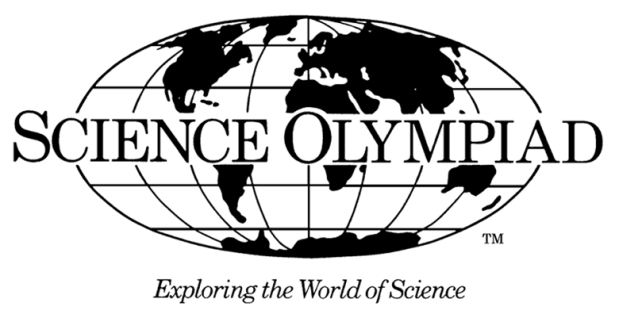 SCIENCE OLYMPIAD
TM
Exploring the World of Science